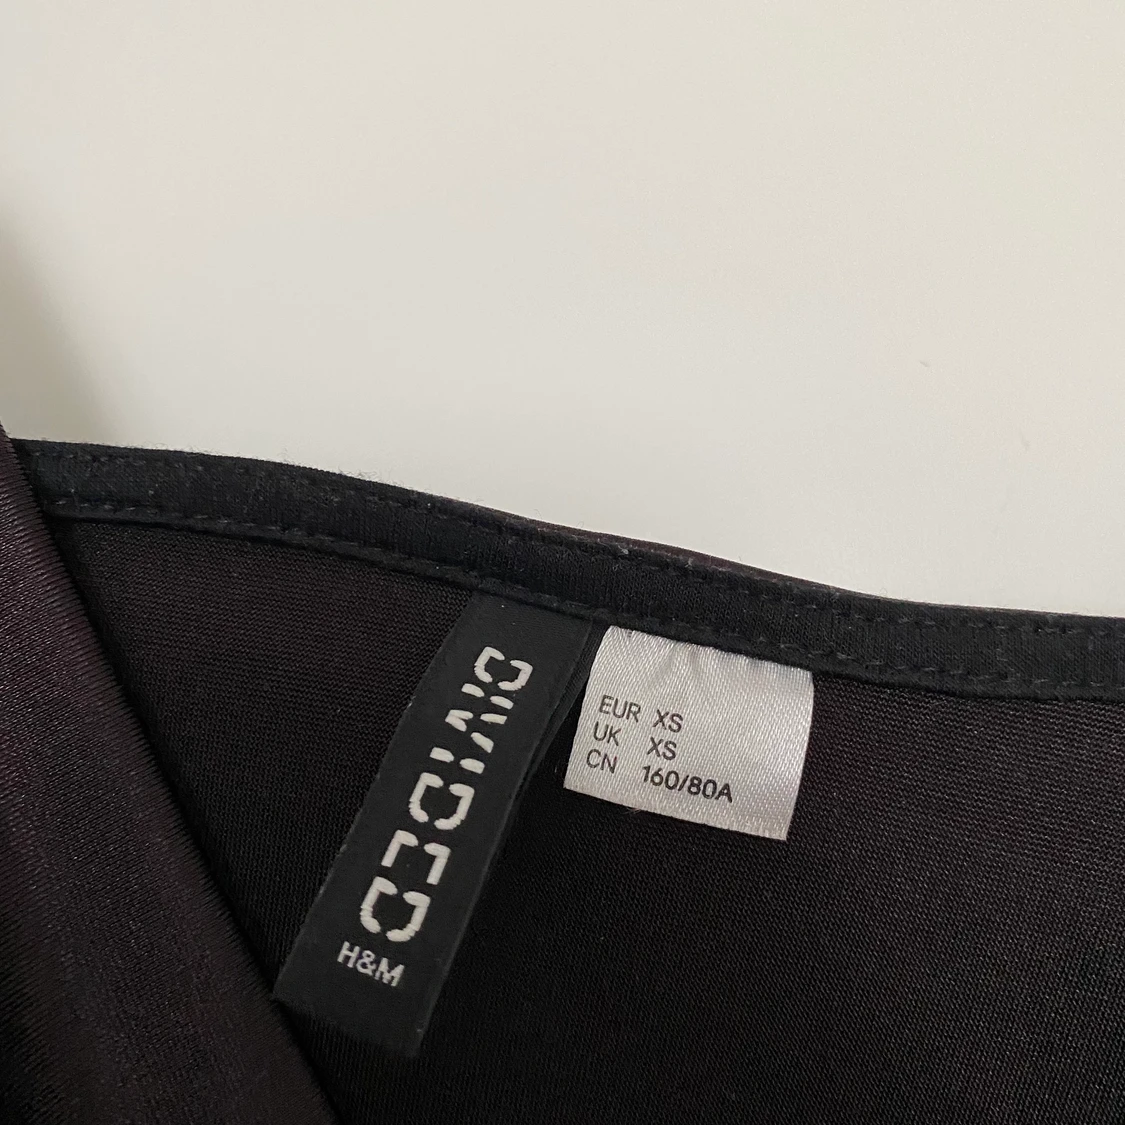 DIVIDED
H&M
EUR XS
UK XS
CN 160/80A